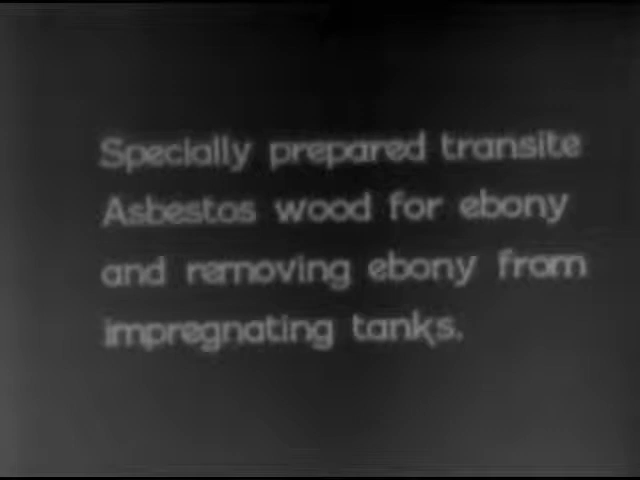 Specially prepared transite
Asbestos wood for ebony
and removing ebony from
impregnating tanks.